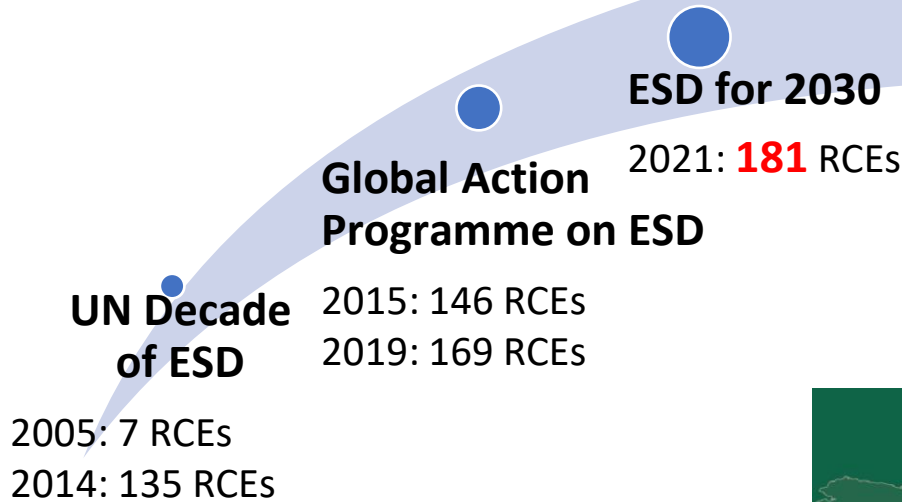 ESD for 2030
2021: 181 RCEs
Global Action
Programme on ESD
2015: 146 RCEs
2019: 169 RCEs
UN Decade
of ESD
2005: 7 RCEs
2014: 135 RCEs